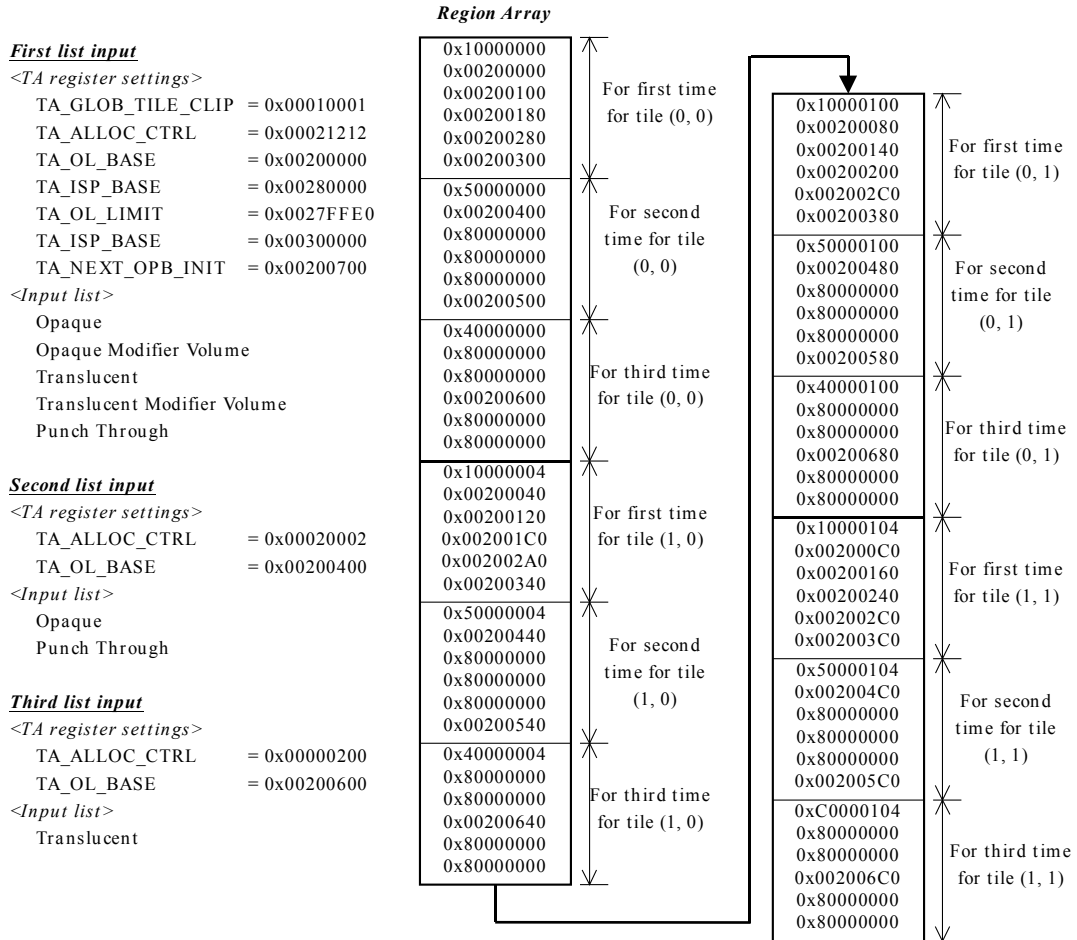 Region Array
First list input
<TA register settings>
TA_GLOB_TILE_CLIP = 0x00010001
TA_ALLOC_CTRL = 0x00021212
TA_OL_BASE = 0x00200000
TA_ISP_BASE = 0x00280000
TA_OL_LIMIT = 0x0027FFE0
TA_ISP_BASE = 0x00300000
TA_NEXT_OPB_INIT = 0x00200700
<Input list>
Opaque
Opaque Modifier Volume
Translucent
Translucent Modifier Volume
Punch Through
Second list input
<TA register settings>
TA_ALLOC_CTRL = 0x00020002
TA_OL_BASE = 0x00200400
<Input list>
Opaque
Punch Through
Third list input
<TA register settings>
TA_ALLOC_CTRL = 0x00000200
TA_OL_BASE = 0x00200600
<Input list>
Translucent
0x10000000
0x00200000
0x00200100
0x00200180
0x00200280
0x00200300
For first time
for tile (0, 0)
0x50000000
0x00200400
0x80000000
0x80000000
0x80000000
0x00200500
For second
time for tile
(0, 0)
0x40000000
0x80000000
0x80000000
0x00200600
0x80000000
0x80000000
For third time
for tile (0, 0)
0x10000004
0x00200040
0x00200120
0x002001C0
0x002002A0
0x00200340
For first time
for tile (1, 0)
0x50000004
0x00200440
0x80000000
0x80000000
0x80000000
0x00200540
For second
time for tile
(1, 0)
0x40000004
0x80000000
0x80000000
0x00200640
0x80000000
0x80000000
For third time
for tile (1, 0)
0x10000100
0x00200080
0x00200140
0x00200200
0x002002C0
0x00200380
For first time
for tile (0, 1)
0x50000100
0x00200480
0x80000000
0x80000000
0x80000000
0x00200580
For second
time for tile
(0, 1)
0x40000100
0x80000000
0x80000000
0x00200680
0x80000000
0x80000000
For third time
for tile (0, 1)
0x10000104
0x002000C0
0x00200160
0x00200240
0x002002C0
0x002003C0
For first time
for tile (1, 1)
0x50000104
0x002004C0
0x80000000
0x80000000
0x80000000
0x002005C0
For second
time for tile
(1, 1)
0xC0000104
0x80000000
0x80000000
0x002006C0
0x80000000
0x80000000
For third time
for tile (1, 1)